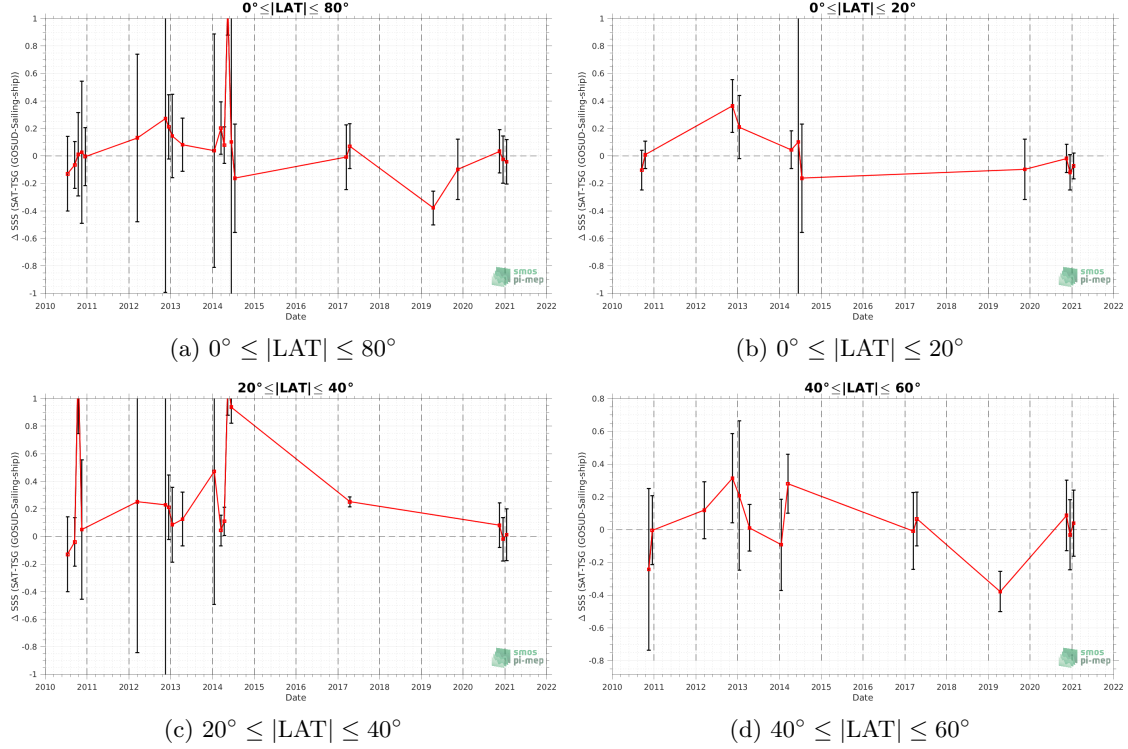 0°≤|LAT|≤ 80°
Δ SSS (SAT-TSG (GOSUD-Sailing-ship))
1
0.8
0.6
0.4
0.2
0
-0.2
-0.4
-0.6
-0.8
-1
2010 2011 2012 2013 2014 2015 2016 2017 2018 2019 2020 2021 2022
Date
smos
pi-mep
(a) 0° ≤ |LAT| ≤ 80°
0°≤|LAT|≤ 20°
Δ SSS (SAT-TSG (GOSUD-Sailing-ship))
1
0.8
0.6
0.4
0.2
0
-0.2
-0.4
-0.6
-0.8
-1
2010 2011 2012 2013 2014 2015 2016 2017 2018 2019 2020 2021 2022
Date
smos
pi-mep
(b) 0° ≤ |LAT| ≤ 20°
20°≤|LAT|≤ 40°
Δ SSS (SAT-TSG (GOSUD-Sailing-ship))
1
0.8
0.6
0.4
0.2
0
-0.2
-0.4
-0.6
-0.8
-1
2010 2011 2012 2013 2014 2015 2016 2017 2018 2019 2020 2021 2022
Date
smos
pi-mep
(c) 20° ≤ |LAT| ≤ 40°
40°≤|LAT|≤ 60°
Δ SSS (SAT-TSG (GOSUD-Sailing-ship))
0.8
0.6
0.4
0.2
0
-0.2
-0.4
-0.6
0.8
2010 2011 2012 2013 2014 2015 2016 2017 2018 2019 2020 2021 2022
Date
smos
pi-mep
(d) 40° ≤ |LAT| ≤ 60°